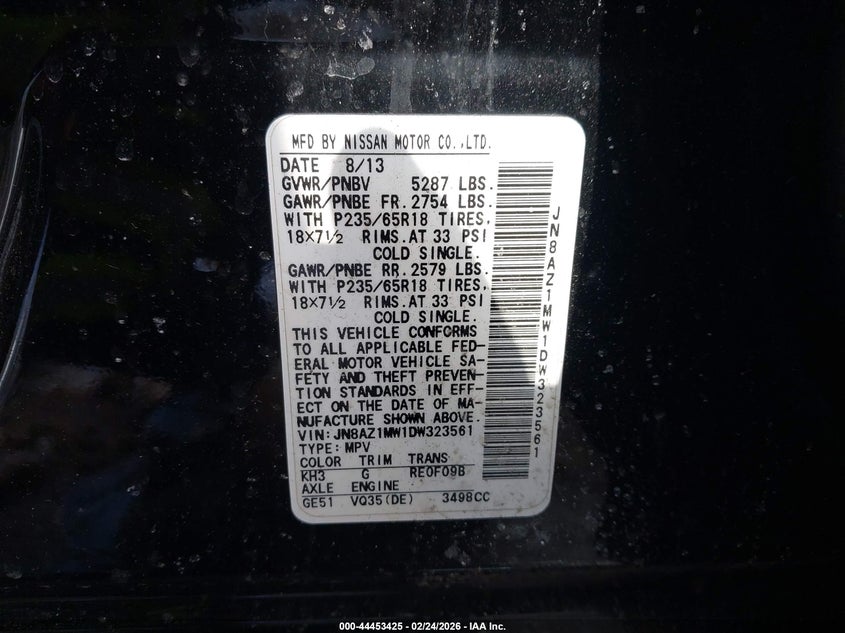 MFD BY NISSAN MOTOR CO.,LTD.
DATE 8/13
GVWR/PNBV 5287 LBS.
GAWR/PNBE FR. 2754 LBS.
WITH P235/65R18 TIRES,
18X7½ RIMS. AT 33 PSI
COLD SINGLE.
GAWR/PNBE RR. 2579 LBS.
WITH P235/65R18 TIRES,
18X7½ RIMS. AT 33 PSI
COLD SINGLE.
THIS VEHICLE CONFORMS
TO ALL APPLICABLE FED-
ERAL MOTOR VEHICLE SA-
FETY AND THEFT PREVEN-
TION STANDARDS IN EFF-
ECT ON THE DATE OF MA-
NUFACTURE SHOWN ABOVE.
VIN: JN8AZ1MW1DW323561
TYPE: MPV
COLOR TRIM TRANS
KH3 G RE0F09B
AXLE ENGINE
GE51 VQ35(DE) 3498CC
JN8AZ1MW1DW323561
000-44453425 - 02/24/2026 - IAA Inc.